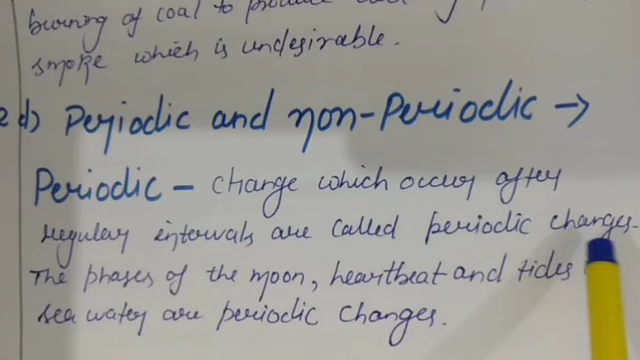 burning of coal to produce
smoke which is undesirable.
2 d) Periodic and non-Periodic →
Periodic - change which occur after
regular intervals are called periodic changes.
The phases of the moon, heartbeat and tides
sea water are periodic changes.